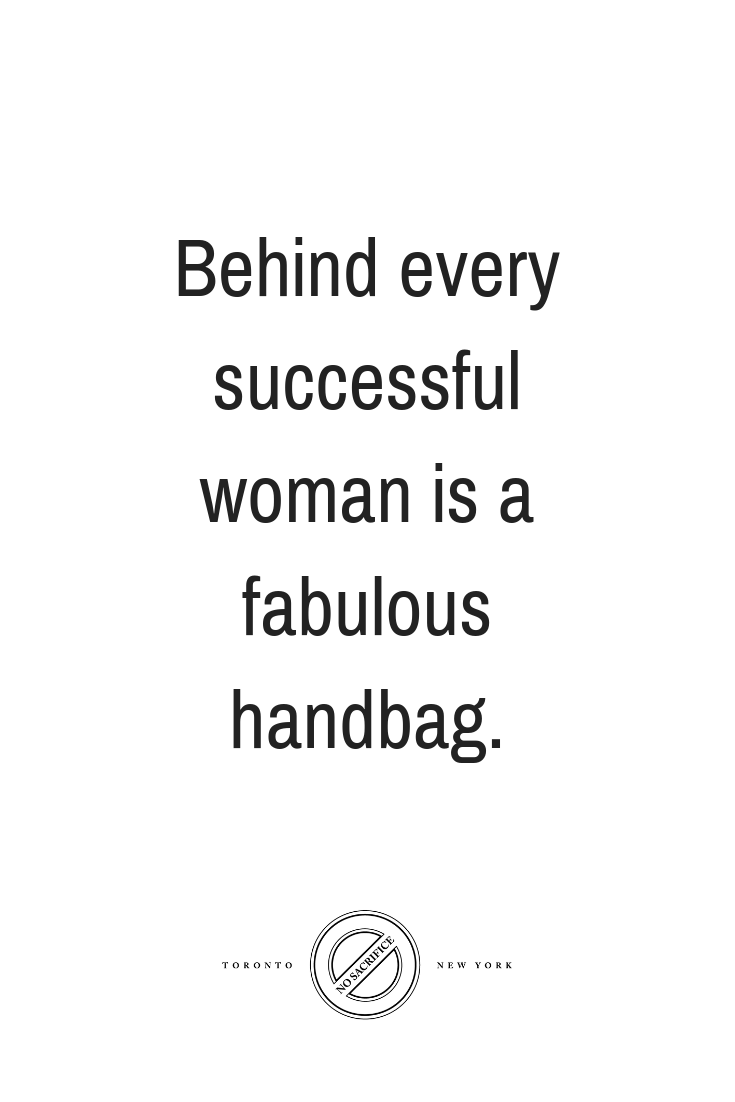 Behind every
successful
woman is a
fabulous
handbag.
TORONTO
NO SACRIFICE
NEW YORK